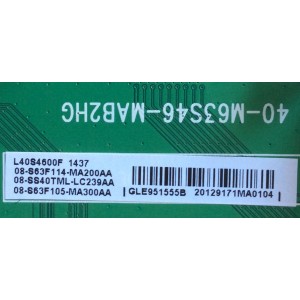 40-M63S46-MAB2HG
L40S4600F 1437
08-S63F114-MA200AA
08-SS40TML-LC239AA
08-S63F105-MA300AA
GLE951555B 20129171MA0104